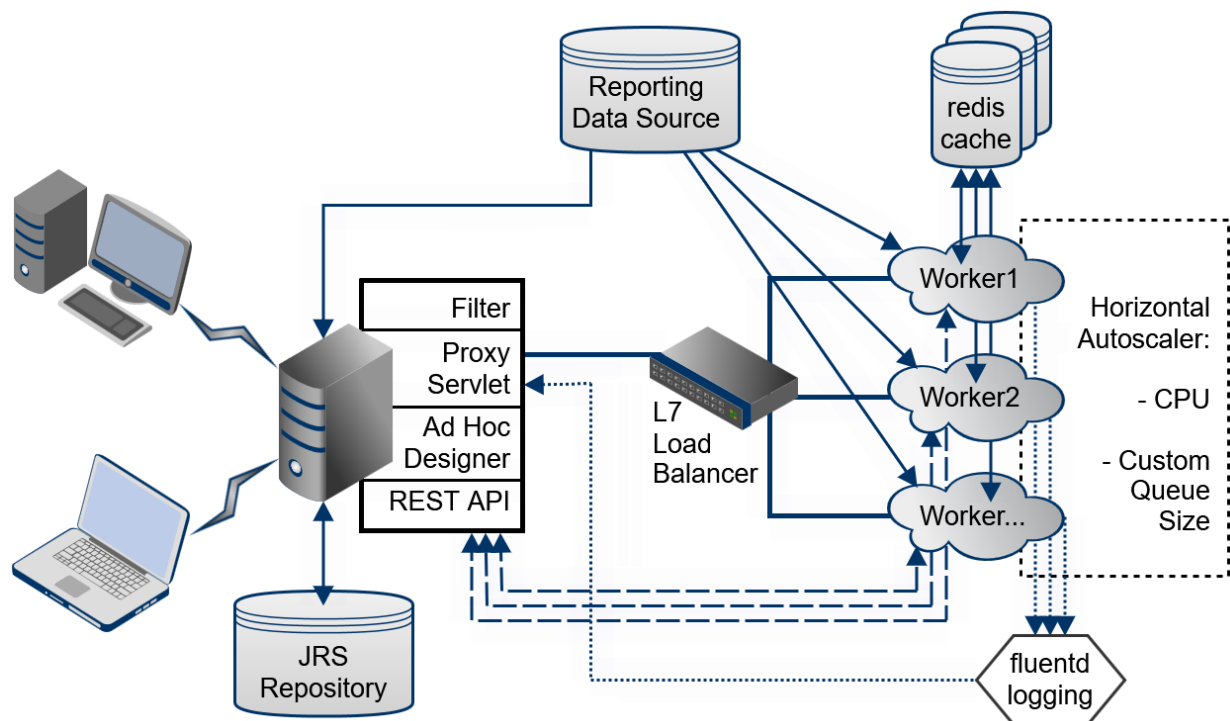 Reporting
Data Source
redis
cache
Filter
Proxy
Servlet
Ad Hoc
Designer
REST API
L7
Load
Balancer
Worker1
Worker2
Worker...
Horizontal
Autoscaler:
- CPU
- Custom
Queue
Size
JRS
Repository
fluentd
logging